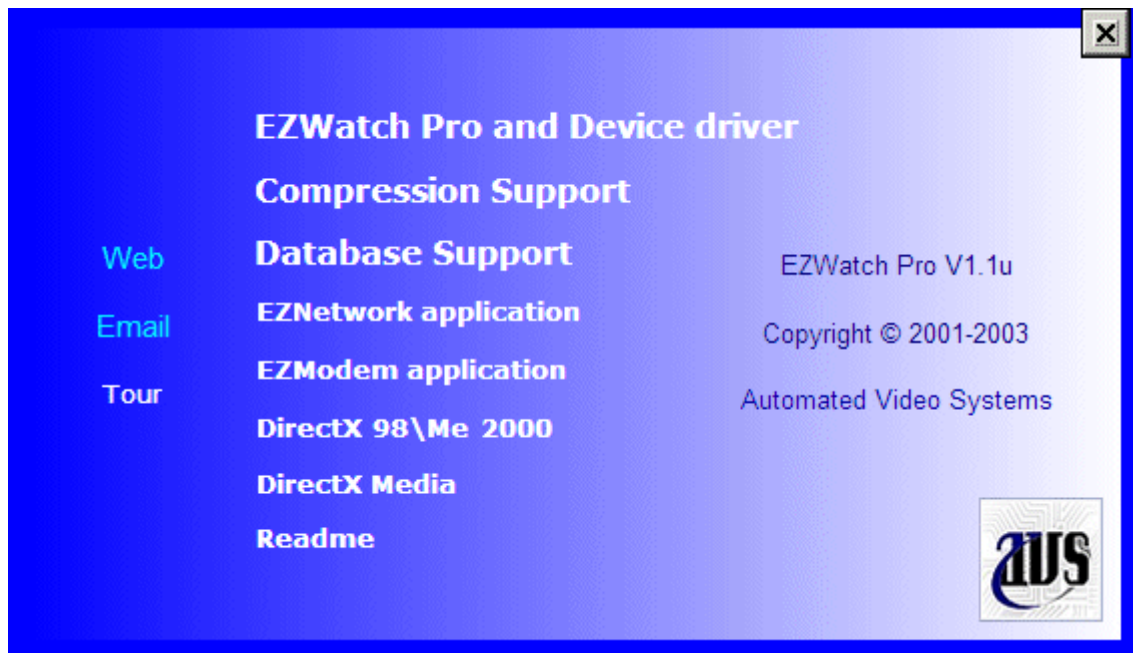 EZWatch Pro and Device driver
Compression Support
Database Support
EZNetwork application
EZModem application
DirectX 98\Me 2000
DirectX Media
Readme
Web
Email
Tour
EZWatch Pro V1.1u
Copyright © 2001-2003
Automated Video Systems
AVS